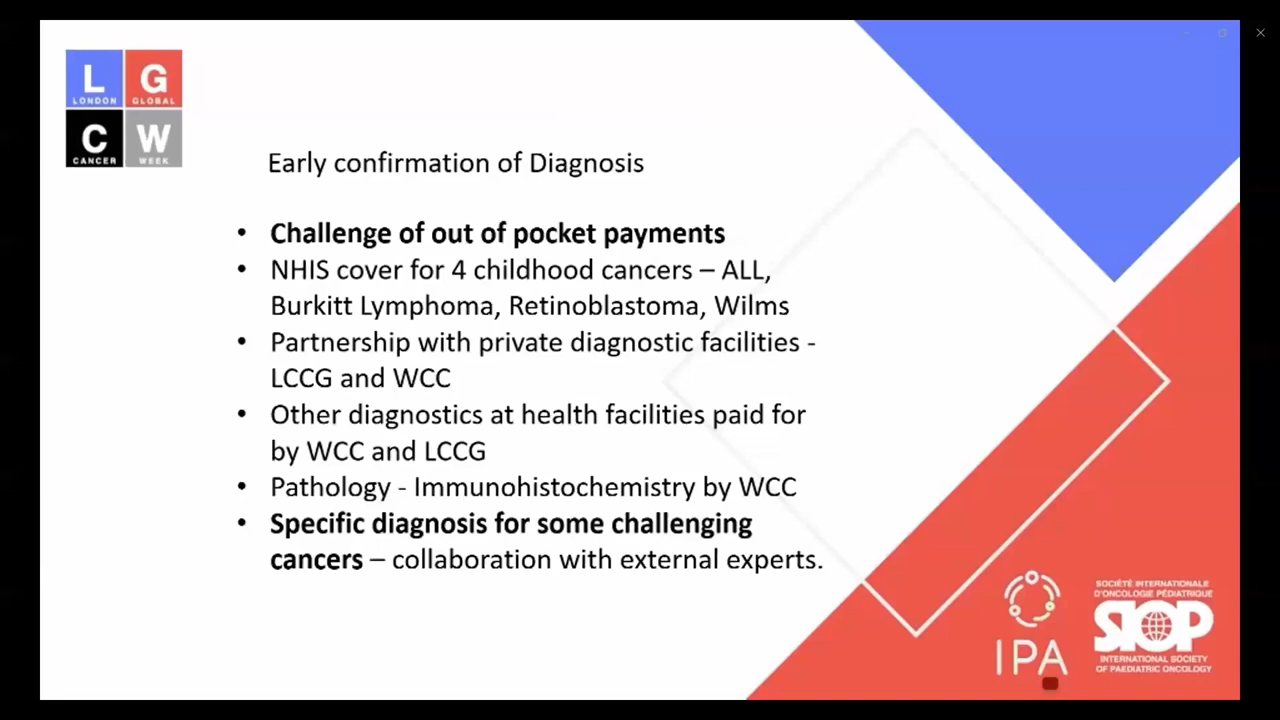 L
LONDON
G
GLOBAL
C
CANCER
W
WEEK
Early confirmation of Diagnosis
• Challenge of out of pocket payments
• NHIS cover for 4 childhood cancers – ALL,
Burkitt Lymphoma, Retinoblastoma, Wilms
• Partnership with private diagnostic facilities -
LCCG and WCC
• Other diagnostics at health facilities paid for
by WCC and LCCG
• Pathology - Immunohistochemistry by WCC
• Specific diagnosis for some challenging
cancers – collaboration with external experts.
IPA
SOCIÉTÉ INTERNATIONALE
D'ONCOLOGIE PÉDIATRIQUE
SIOP
INTERNATIONAL SOCIETY
OF PAEDIATRIC ONCOLOGY